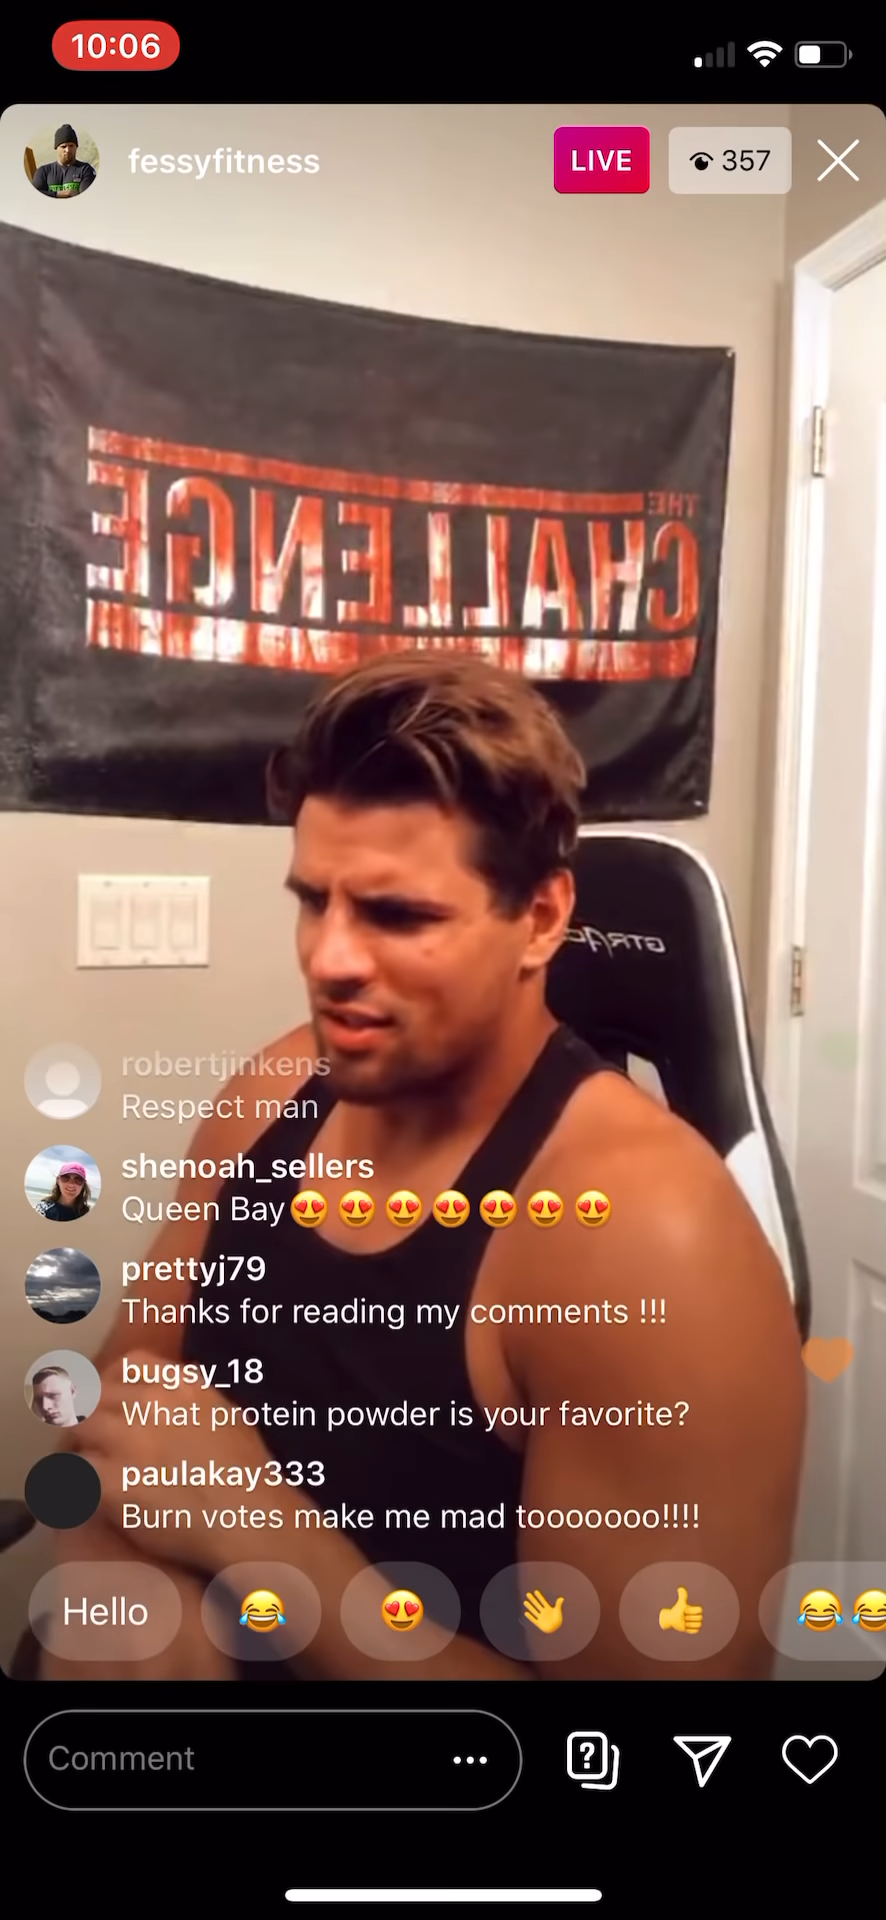 10:06
fessyfitness
LIVE
357
THE
CHALLENGE
GTRAC
robertjinkens
Respect man
shenoah_sellers
Queen Bay😍😍😍😍😍😍😍
prettyj79
Thanks for reading my comments !!!
bugsy_18
What protein powder is your favorite?
paulakay333
Burn votes make me mad tooooooo!!!!
Hello
😂
😍
👋
👍
😂😂
Comment